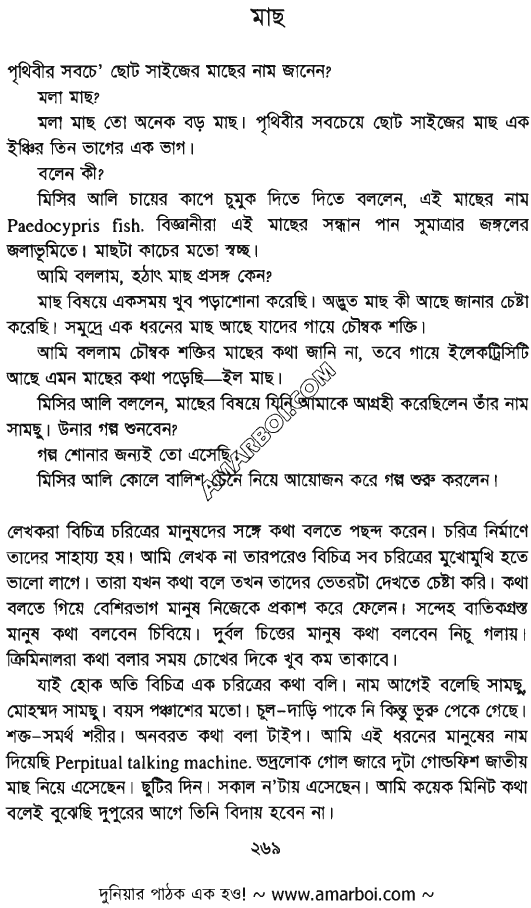 মাছ
পৃথিবীর সবচে’ ছোট সাইজের মাছের নাম জানেন?
মলা মাছ?
মলা মাছ তো অনেক বড় মাছ। পৃথিবীর সবচেয়ে ছোট সাইজের মাছ এক
ইঞ্চির তিন ভাগের এক ভাগ।
বলেন কী?
মিসির আলি চায়ের কাপে চুমুক দিতে দিতে বললেন, এই মাছের নাম
Paedocypris fish. বিজ্ঞানীরা এই মাছের সন্ধান পান সুমাত্রার জঙ্গলের
জলাভূমিতে। মাছটা কাচের মতো স্বচ্ছ।
আমি বললাম, হঠাৎ মাছ প্রসঙ্গ কেন?
মাছ বিষয়ে একসময় খুব পড়াশোনা করেছি। অদ্ভুত মাছ কী আছে জানার চেষ্টা
করেছি। সমুদ্রে এক ধরনের মাছ আছে যাদের গায়ে চৌম্বক শক্তি।
আমি বললাম চৌম্বক শক্তির মাছের কথা জানি না, তবে গায়ে ইলেকট্রিসিটি
আছে এমন মাছের কথা পড়েছি—ইল মাছ।
মিসির আলি বললেন, মাছের বিষয়ে যিনি আমাকে আগ্রহী করেছিলেন তাঁর নাম
সামছু। উনার গল্প শুনবেন?
গল্প শোনার জন্যই তো এসেছি।
মিসির আলি কোলে বালিশ টেনে নিয়ে আয়োজন করে গল্প শুরু করলেন।
AMARBOI.COM
লেখকরা বিচিত্র চরিত্রের মানুষদের সঙ্গে কথা বলতে পছন্দ করেন। চরিত্র নির্মাণে
তাদের সাহায্য হয়। আমি লেখক না তারপরেও বিচিত্র সব চরিত্রের মুখোমুখি হতে
ভালো লাগে। তারা যখন কথা বলে তখন তাদের ভেতরটা দেখতে চেষ্টা করি। কথা
বলতে গিয়ে বেশিরভাগ মানুষ নিজেকে প্রকাশ করে ফেলেন। সন্দেহ বাতিকগ্রস্ত
মানুষ কথা বলবেন চিবিয়ে। দুর্বল চিত্তের মানুষ কথা বলবেন নিচু গলায়।
ক্রিমিনালরা কথা বলার সময় চোখের দিকে খুব কম তাকাবে।
যাই হোক অতি বিচিত্র এক চরিত্রের কথা বলি। নাম আগেই বলেছি সামছু,
মোহম্মদ সামছু। বয়স পঞ্চাশের মতো। চুল-দাড়ি পাকে নি কিন্তু ভুরু পেকে গেছে।
শক্ত-সমর্থ শরীর। অনবরত কথা বলা টাইপ। আমি এই ধরনের মানুষের নাম
দিয়েছি Perpitual talking machine. ভদ্রলোক গোল জারে দুটা গোল্ডফিশ জাতীয়
মাছ নিয়ে এসেছেন। ছুটির দিন। সকাল ন’টায় এসেছেন। আমি কয়েক মিনিট কথা
বলেই বুঝেছি দুপুরের আগে তিনি বিদায় হবেন না।
২৬৯
দুনিয়ার পাঠক এক হও! ~ www.amarboi.com ~